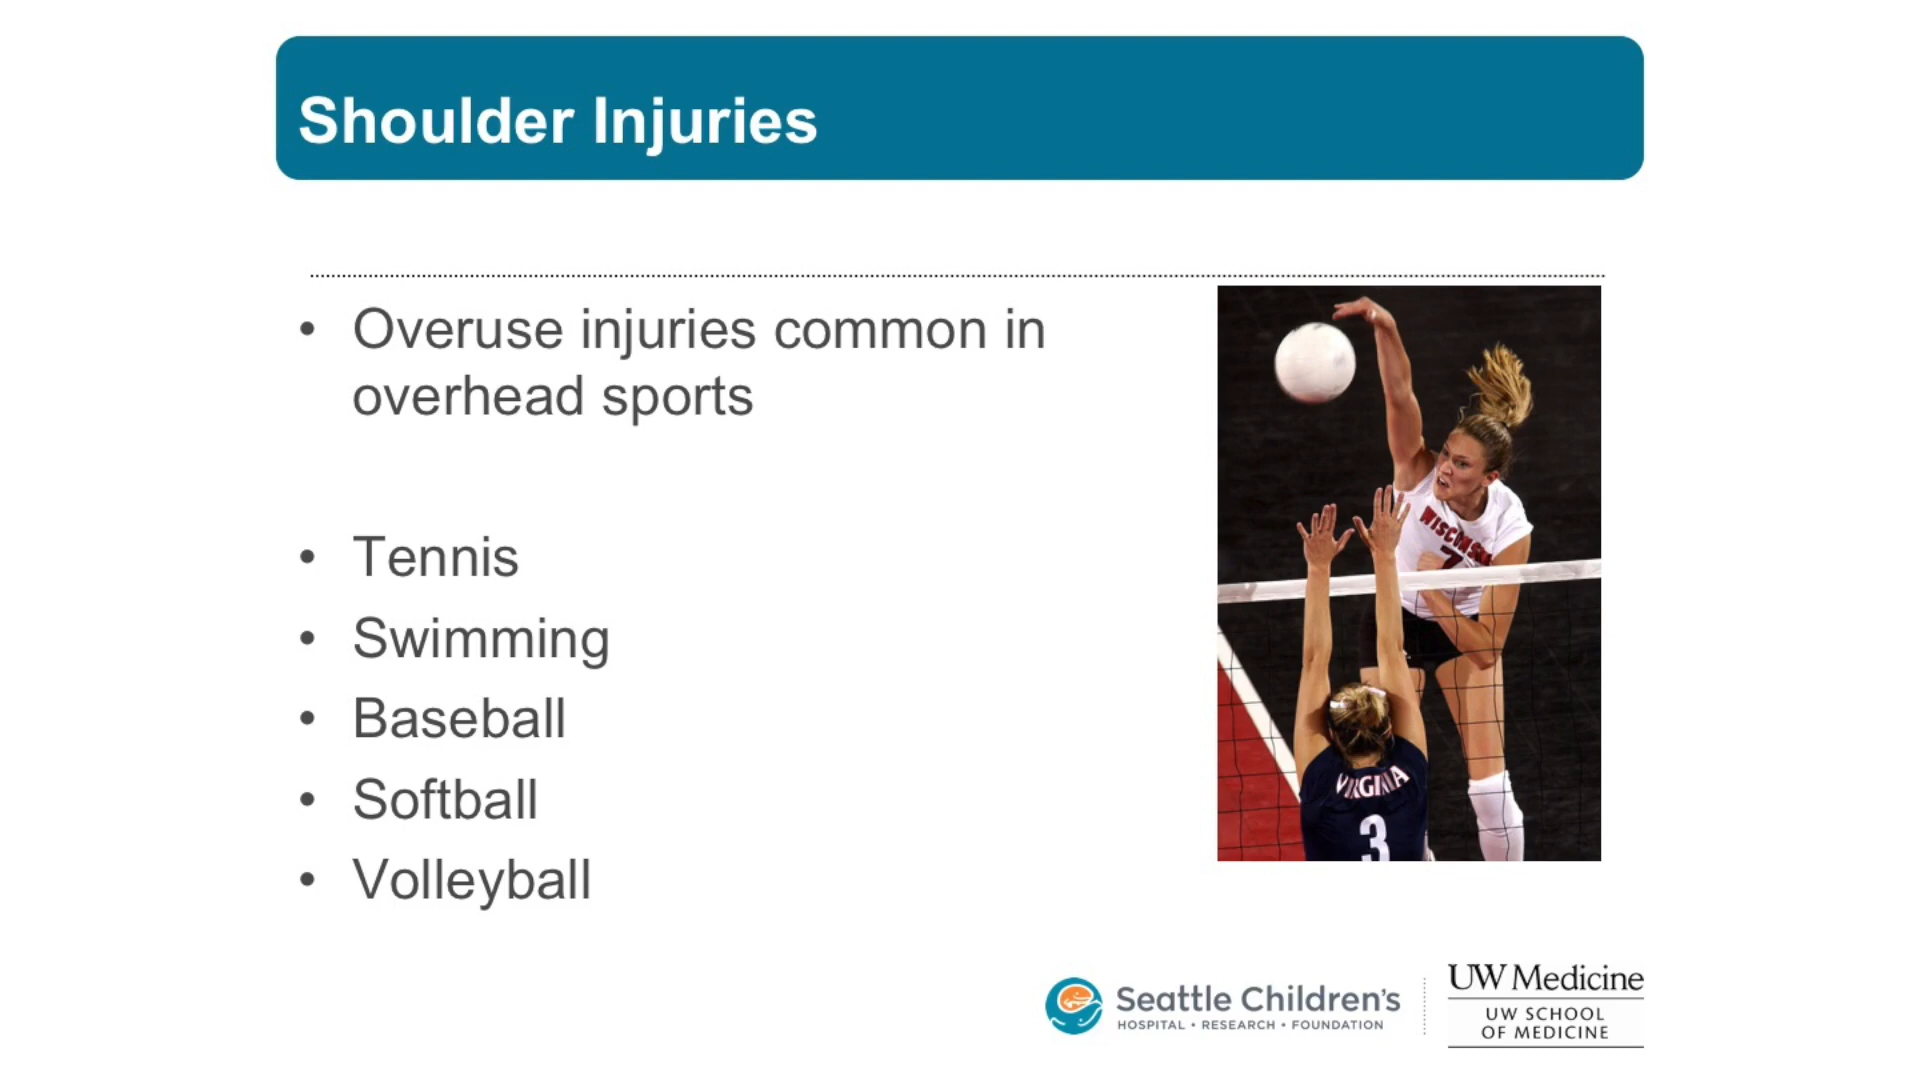 Shoulder Injuries
• Overuse injuries common in
overhead sports
• Tennis
• Swimming
• Baseball
• Softball
• Volleyball
WISCONSIN
7
VIRGINIA
3
Seattle Children's
HOSPITAL • RESEARCH • FOUNDATION
UW Medicine
UW SCHOOL
OF MEDICINE